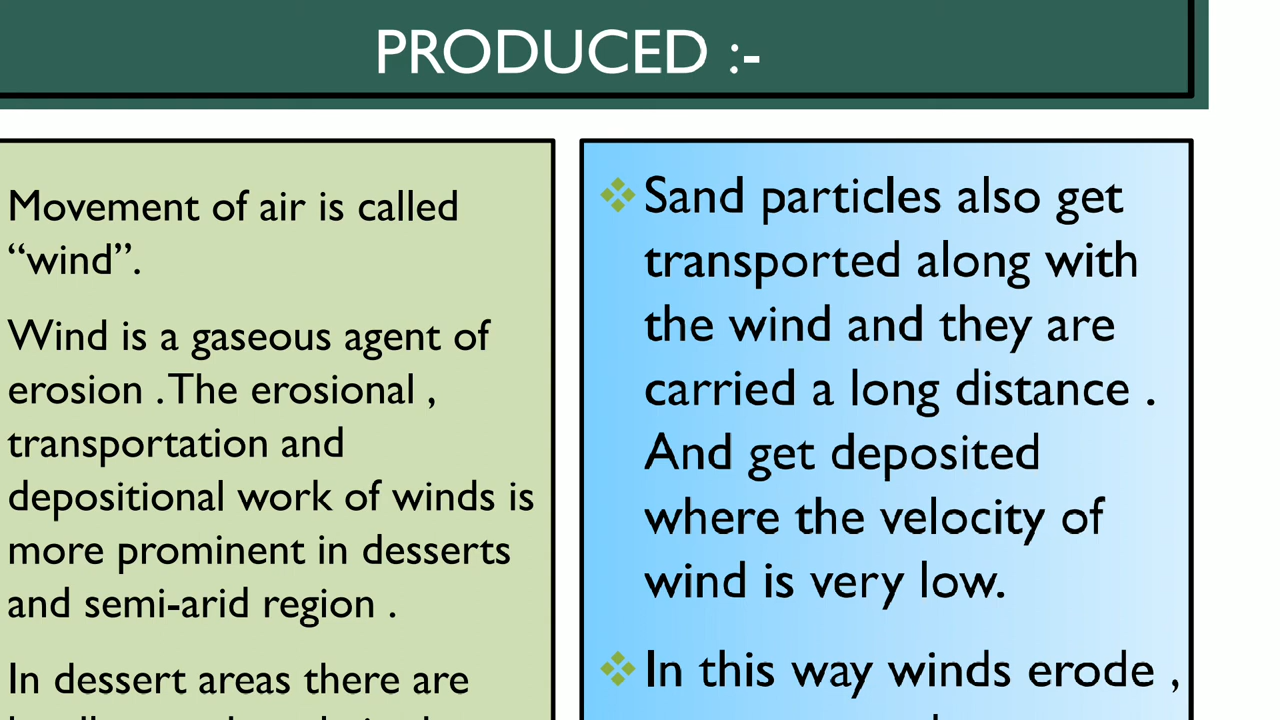 PRODUCED :-
Movement of air is called
“wind”.
Wind is a gaseous agent of
erosion . The erosional ,
transportation and
depositional work of winds is
more prominent in desserts
and semi-arid region .
In dessert areas there are
Sand particles also get
transported along with
the wind and they are
carried a long distance .
And get deposited
where the velocity of
wind is very low.
In this way winds erode ,